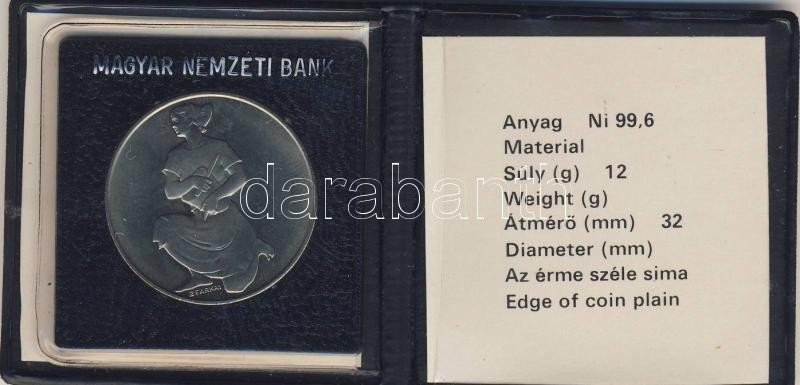 MAGYAR NEMZETI BANK
darabanth
Anyag Ni 99,6
Material
Súly (g) 12
Weight (g)
Átmérő (mm) 32
Diameter (mm)
Az érme széle sima
Edge of coin plain